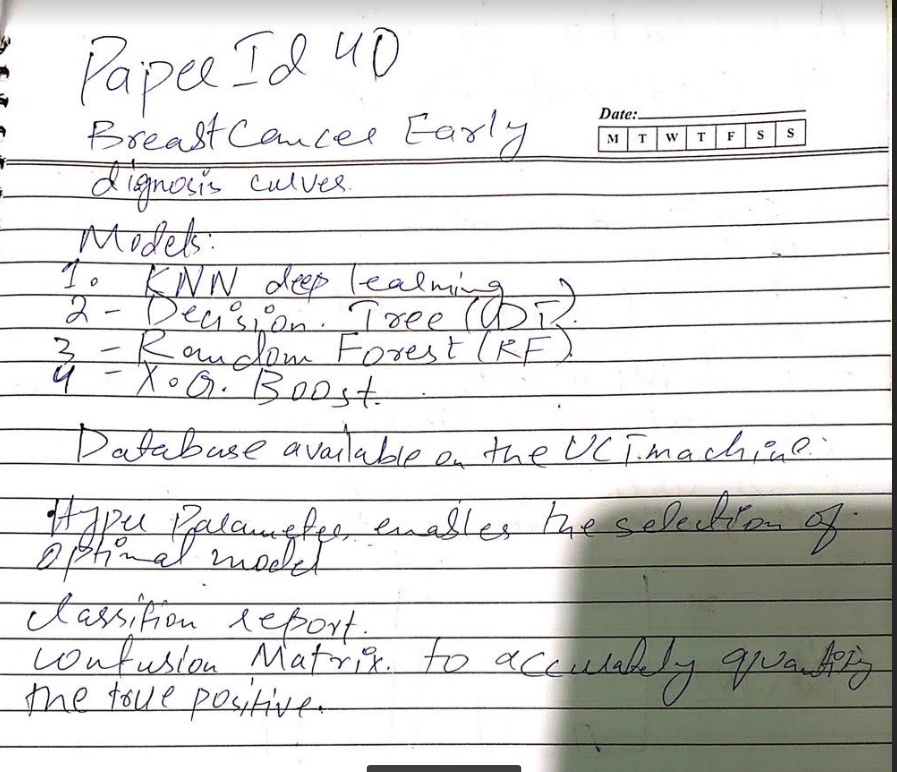 Paper Id 40
Date:
M T W T F S S
Breast Cancer Early
diagnosis culves.
Models:
1. KNN deep learning
2 - Decision. Tree (DT).
3 - Random Forest (RF)
4 - X.G. Boost.
Database available on the UCI machine.
Hyper Parameter enables the selection of
optimal model
classifion report.
confusion Matrix. to accurately quantify
the true positive.